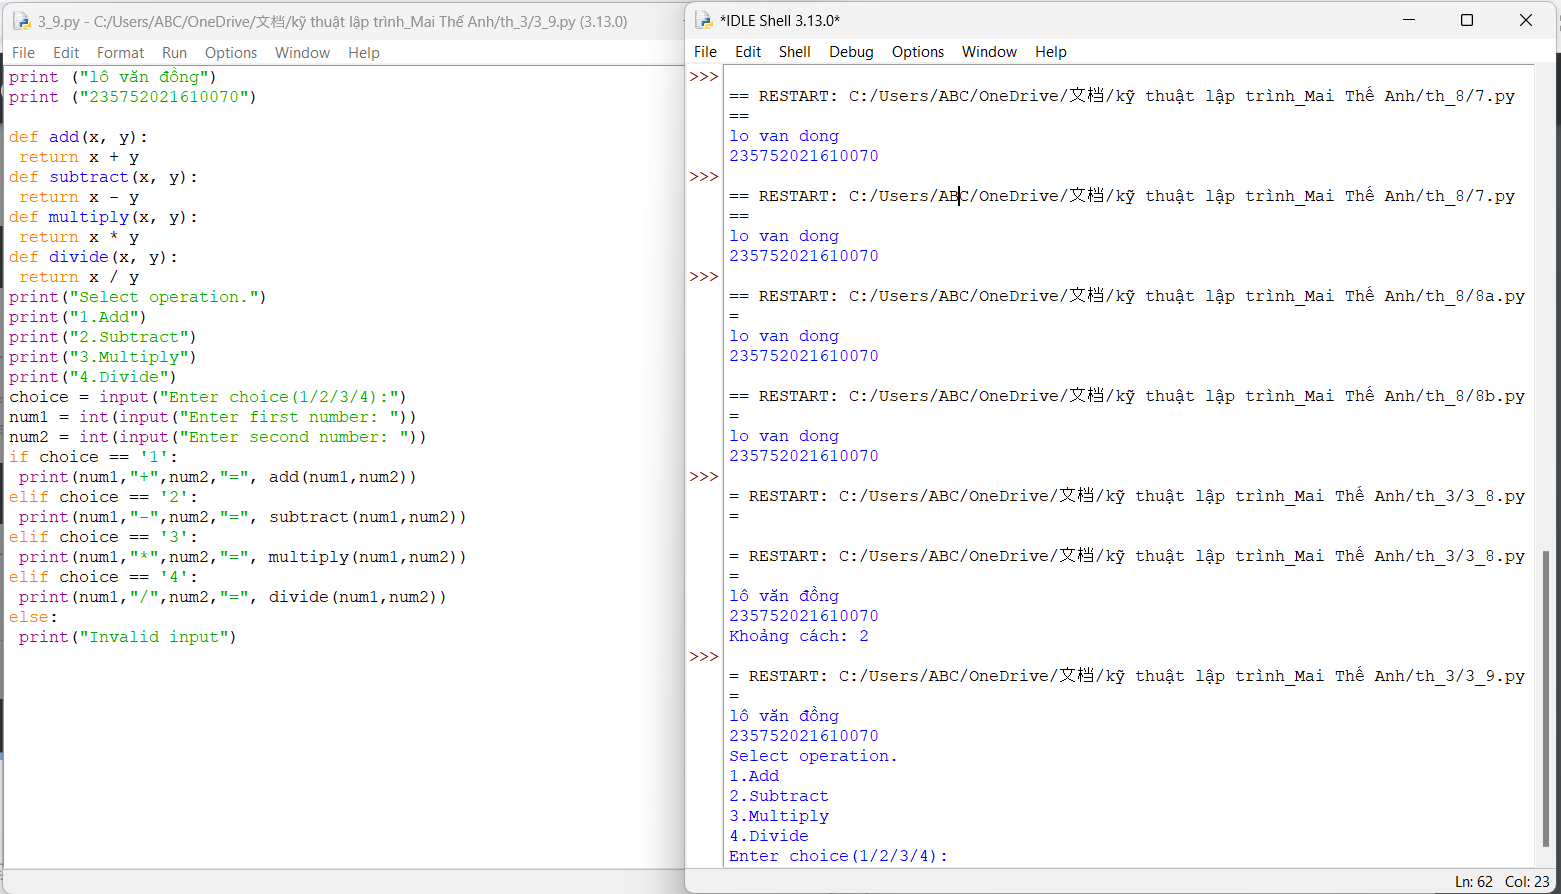 3_9.py - C:/Users/ABC/OneDrive/文档/kỹ thuật lập trình_Mai Thế Anh/th_3/3_9.py (3.13.0)
File Edit Format Run Options Window Help
print ("lô văn đồng")
print ("235752021610070")
def add(x, y):
 return x + y
def subtract(x, y):
 return x - y
def multiply(x, y):
 return x * y
def divide(x, y):
 return x / y
print("Select operation.")
print("1.Add")
print("2.Subtract")
print("3.Multiply")
print("4.Divide")
choice = input("Enter choice(1/2/3/4):")
num1 = int(input("Enter first number: "))
num2 = int(input("Enter second number: "))
if choice == '1':
 print(num1,"+",num2,"=", add(num1,num2))
elif choice == '2':
 print(num1,"-",num2,"=", subtract(num1,num2))
elif choice == '3':
 print(num1,"*",num2,"=", multiply(num1,num2))
elif choice == '4':
 print(num1,"/",num2,"=", divide(num1,num2))
else:
 print("Invalid input")
*IDLE Shell 3.13.0*
File Edit Shell Debug Options Window Help
>>>
== RESTART: C:/Users/ABC/OneDrive/文档/kỹ thuật lập trình_Mai Thế Anh/th_8/7.py
==
lo van dong
235752021610070
>>>
== RESTART: C:/Users/ABC/OneDrive/文档/kỹ thuật lập trình_Mai Thế Anh/th_8/7.py
==
lo van dong
235752021610070
>>>
== RESTART: C:/Users/ABC/OneDrive/文档/kỹ thuật lập trình_Mai Thế Anh/th_8/8a.py
=
lo van dong
235752021610070
== RESTART: C:/Users/ABC/OneDrive/文档/kỹ thuật lập trình_Mai Thế Anh/th_8/8b.py
=
lo van dong
235752021610070
>>>
= RESTART: C:/Users/ABC/OneDrive/文档/kỹ thuật lập trình_Mai Thế Anh/th_3/3_8.py
=
= RESTART: C:/Users/ABC/OneDrive/文档/kỹ thuật lập trình_Mai Thế Anh/th_3/3_8.py
=
lô văn đồng
235752021610070
Khoảng cách: 2
>>>
= RESTART: C:/Users/ABC/OneDrive/文档/kỹ thuật lập trình_Mai Thế Anh/th_3/3_9.py
=
lô văn đồng
235752021610070
Select operation.
1.Add
2.Subtract
3.Multiply
4.Divide
Enter choice(1/2/3/4):
Ln: 62 Col: 23